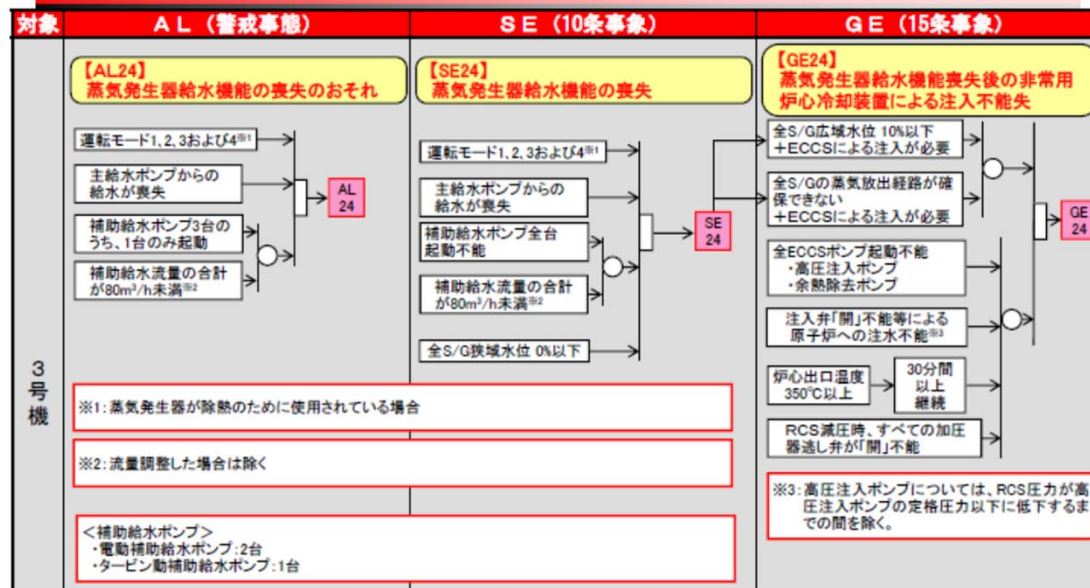 対象
AL(警戒事態)
SE(10条事象)
GE(15条事象)
3号機
【AL24】
蒸気発生器給水機能の喪失のおそれ
運転モード1、2、3および4※1
主給水ポンプからの
給水が喪失
補助給水ポンプ3台の
うち、1台のみ起動
補助給水流量の合計
が80m³/h未満※2
AL
24
【SE24】
蒸気発生器給水機能の喪失
運転モード1、2、3および4※1
主給水ポンプからの
給水が喪失
補助給水ポンプ全台
起動不能
補助給水流量の合計
が80m³/h未満※2
全S/G狭域水位 0%以下
SE
24
【GE24】
蒸気発生器給水機能喪失後の非常用
炉心冷却装置による注入不能失
全S/G広域水位 10%以下
+ECCSによる注入が必要
全S/Gの蒸気放出経路が確
保できない
+ECCSによる注入が必要
全ECCSポンプ起動不能
・高圧注入ポンプ
・余熱除去ポンプ
注入弁「開」不能等による
原子炉への注水不能※3
炉心出口温度
350℃以上
30分間
以上
継続
RCS減圧時、すべての加圧
器逃し弁が「開」不能
GE
24
※1:蒸気発生器が除熱のために使用されている場合
※2:流量調整した場合は除く
<補助給水ポンプ>
・電動補助給水ポンプ:2台
・タービン動補助給水ポンプ:1台
※3:高圧注入ポンプについては、RCS圧力が高
圧注入ポンプの定格圧力以下に低下するま
での間を除く。